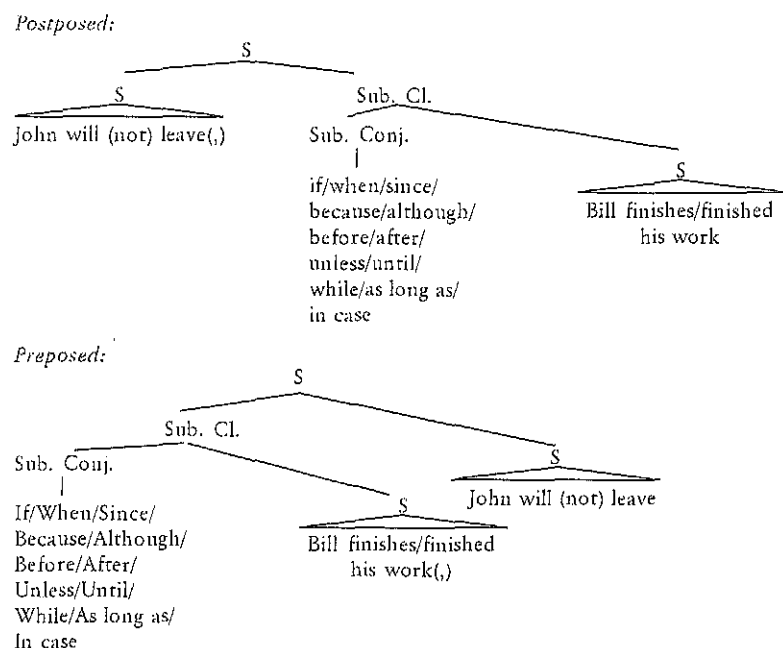 Postposed:
S
S
Sub. Cl.
John will (not) leave(,)
Sub. Conj.
if/when/since/
because/although/
before/after/
unless/until/
while/as long as/
in case
S
Bill finishes/finished
his work
Preposed:
S
Sub. Cl.
Sub. Conj.
S
John will (not) leave
If/When/Since/
Because/Although/
Before/After/
Unless/Until/
While/As long as/
In case
S
Bill finishes/finished
his work(,)